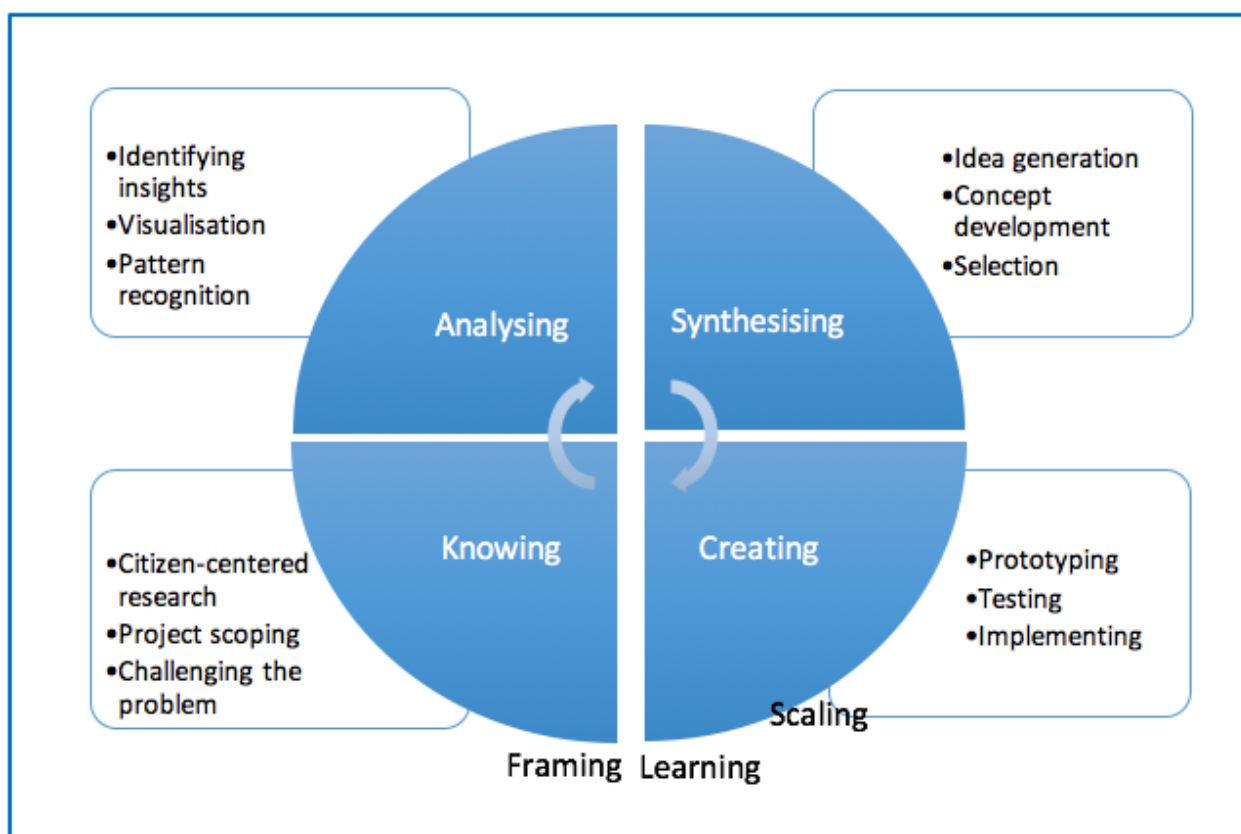 •Identifying
insights
•Visualisation
•Pattern
recognition
•Idea generation
•Concept
development
•Selection
Analysing
Synthesising
Knowing
Creating
•Citizen-centered
research
•Project scoping
•Challenging the
problem
•Prototyping
•Testing
•Implementing
Scaling
Framing
Learning